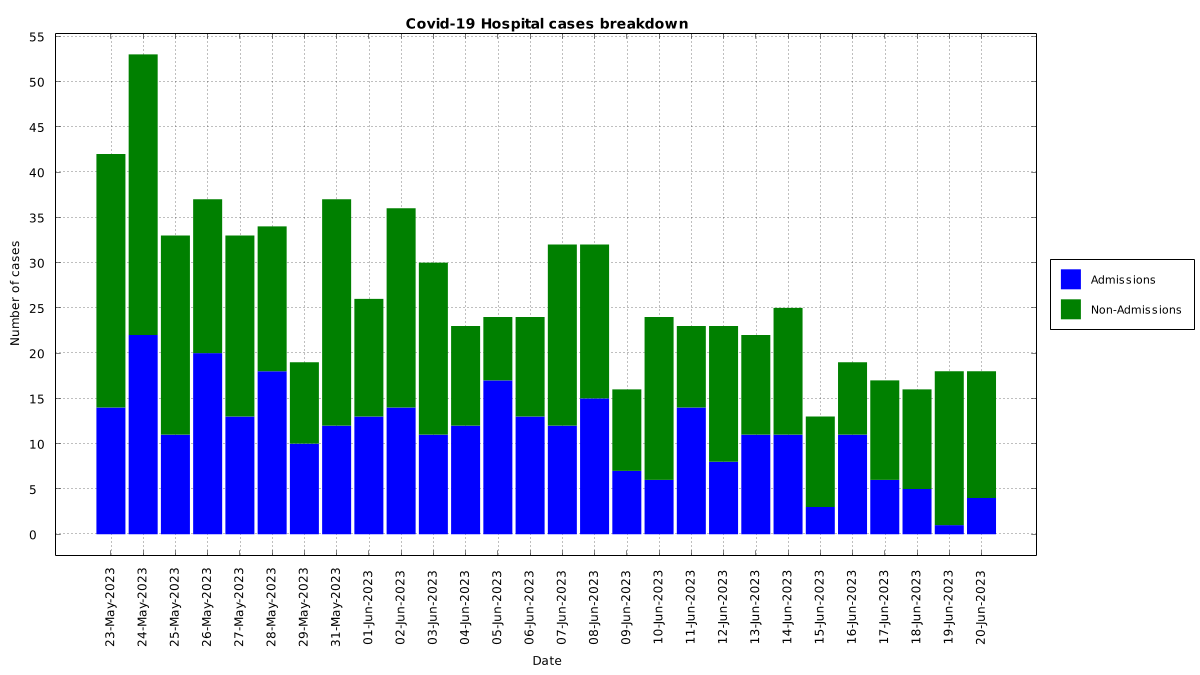 Covid-19 Hospital cases breakdown
55
50
45
40
35
30
25
20
15
10
5
0
Number of cases
23-May-2023
24-May-2023
25-May-2023
26-May-2023
27-May-2023
28-May-2023
29-May-2023
31-May-2023
01-Jun-2023
02-Jun-2023
03-Jun-2023
04-Jun-2023
05-Jun-2023
06-Jun-2023
07-Jun-2023
08-Jun-2023
09-Jun-2023
10-Jun-2023
11-Jun-2023
12-Jun-2023
13-Jun-2023
14-Jun-2023
15-Jun-2023
16-Jun-2023
17-Jun-2023
18-Jun-2023
19-Jun-2023
20-Jun-2023
Date
Admissions
Non-Admissions